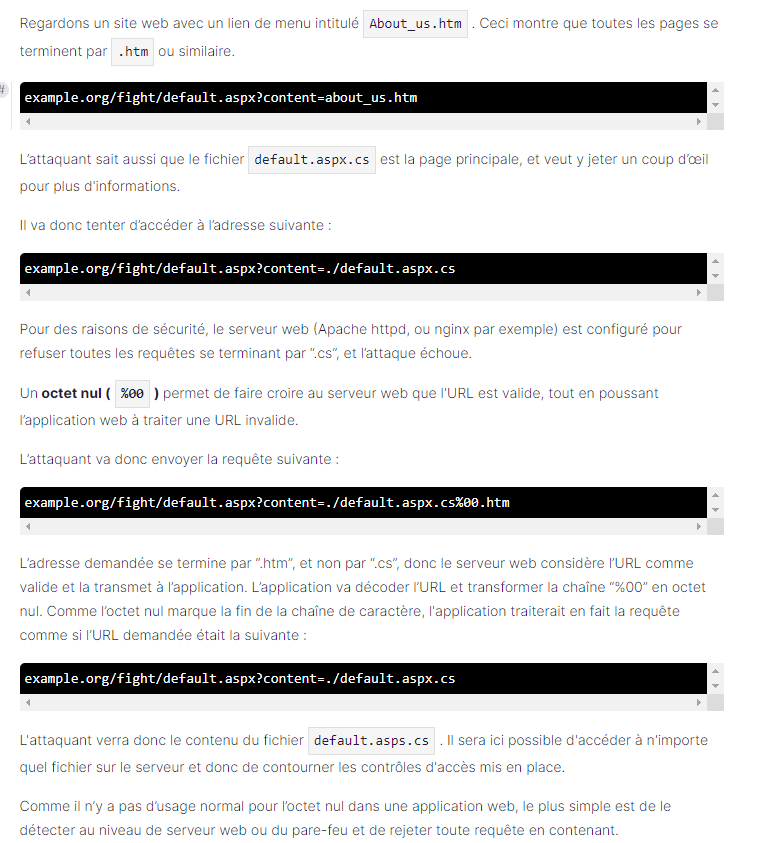 Regardons un site web avec un lien de menu intitulé About_us.htm . Ceci montre que toutes les pages se
terminent par .htm ou similaire.
#
example.org/fight/default.aspx?content=about_us.htm
L’attaquant sait aussi que le fichier default.aspx.cs est la page principale, et veut y jeter un coup d’œil
pour plus d'informations.
Il va donc tenter d’accéder à l’adresse suivante :
example.org/fight/default.aspx?content=./default.aspx.cs
Pour des raisons de sécurité, le serveur web (Apache httpd, ou nginx par exemple) est configuré pour
refuser toutes les requêtes se terminant par “.cs”, et l’attaque échoue.
Un octet nul ( %00 ) permet de faire croire au serveur web que l'URL est valide, tout en poussant
l’application web à traiter une URL invalide.
L’attaquant va donc envoyer la requête suivante :
example.org/fight/default.aspx?content=./default.aspx.cs%00.htm
L’adresse demandée se termine par “.htm”, et non par “.cs”, donc le serveur web considère l’URL comme
valide et la transmet à l’application. L’application va décoder l’URL et transformer la chaîne “%00” en octet
nul. Comme l’octet nul marque la fin de la chaîne de caractère, l'application traiterait en fait la requête
comme si l’URL demandée était la suivante :
example.org/fight/default.aspx?content=./default.aspx.cs
L'attaquant verra donc le contenu du fichier default.asps.cs . Il sera ici possible d'accéder à n'importe
quel fichier sur le serveur et donc de contourner les contrôles d'accès mis en place.
Comme il n’y a pas d’usage normal pour l’octet nul dans une application web, le plus simple est de le
détecter au niveau de serveur web ou du pare-feu et de rejeter toute requête en contenant.